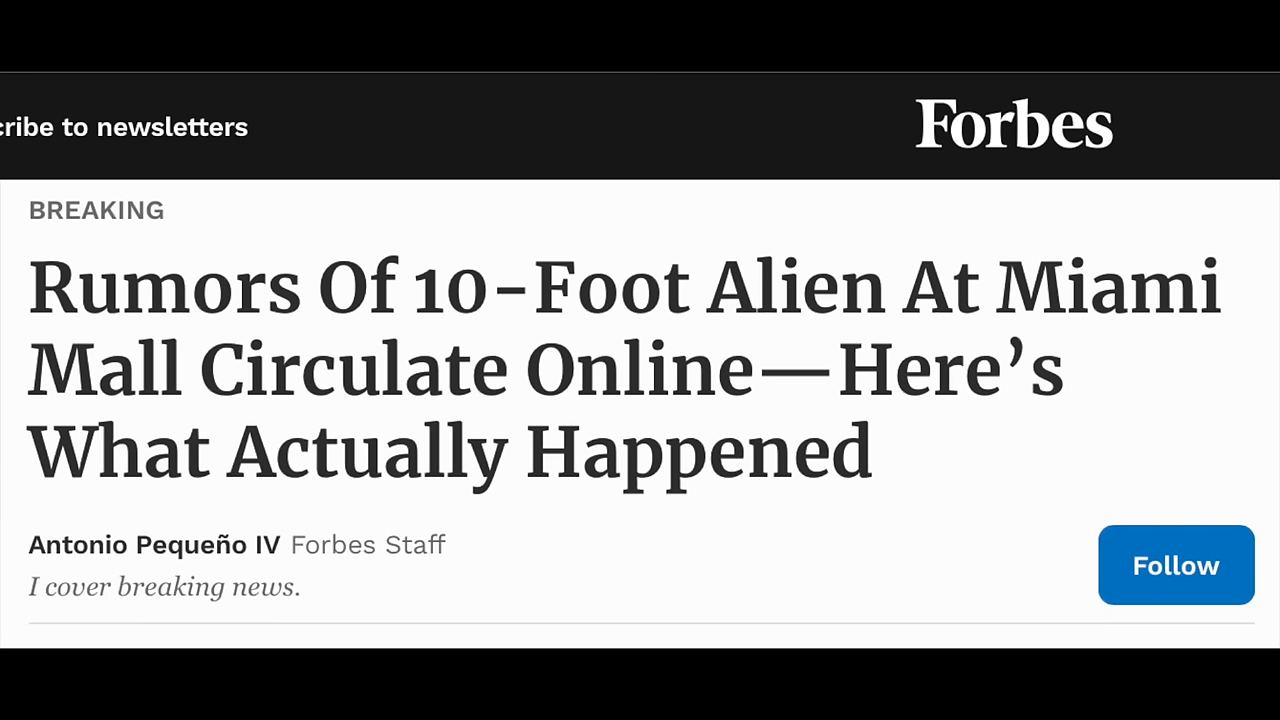 cribe to newsletters
Forbes
BREAKING
Rumors Of 10-Foot Alien At Miami
Mall Circulate Online—Here’s
What Actually Happened
Antonio Pequeño IV Forbes Staff
I cover breaking news.
Follow